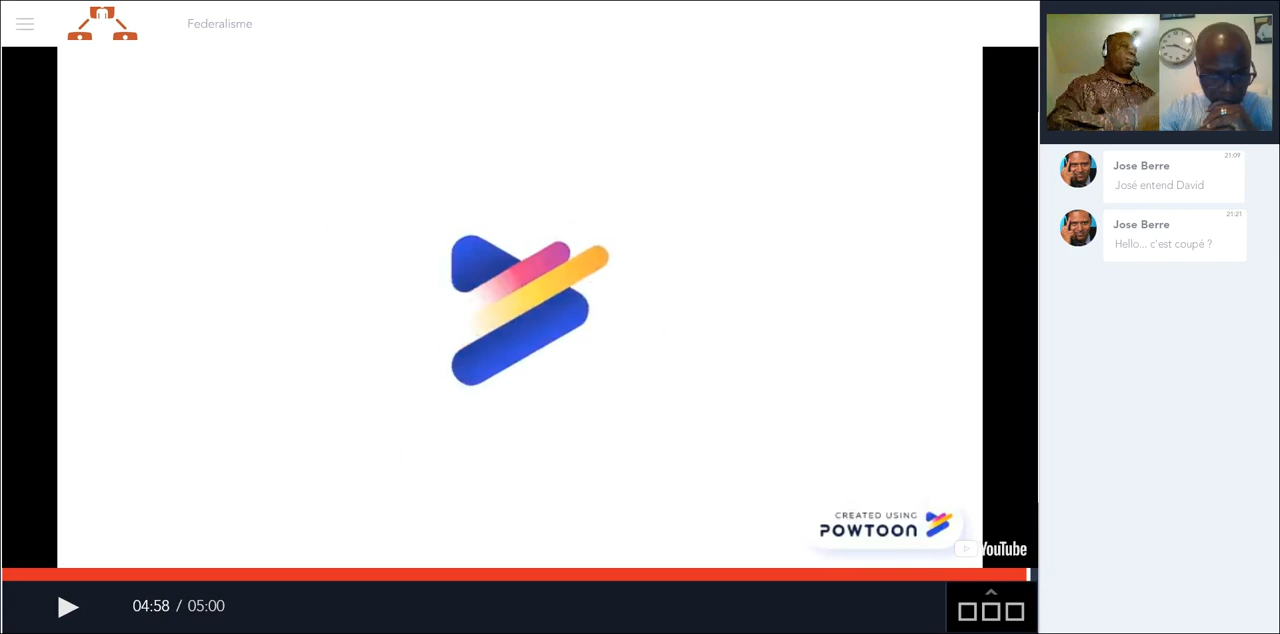 Federalisme
CREATED USING
POWTOON
YouTube
04:58 / 05:00
21:09
Jose Berre
José entend David
21:21
Jose Berre
Hello... c'est coupé ?